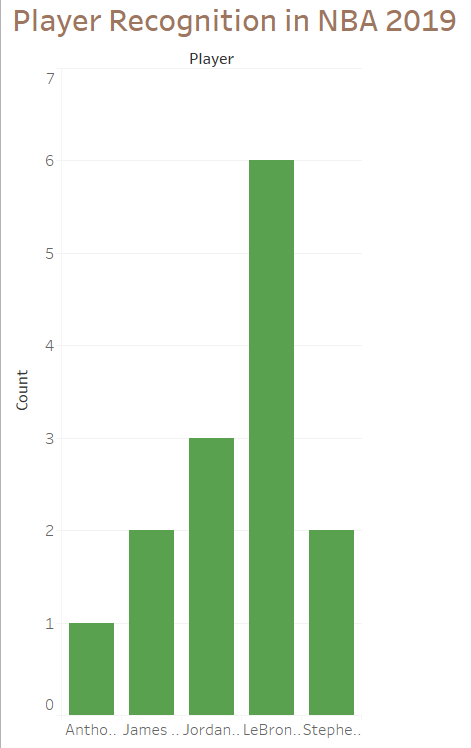 Player Recognition in NBA 2019
Player
7
6
5
4
3
2
1
0
Count
Antho.. James .. Jordan.. LeBron.. Stephe..